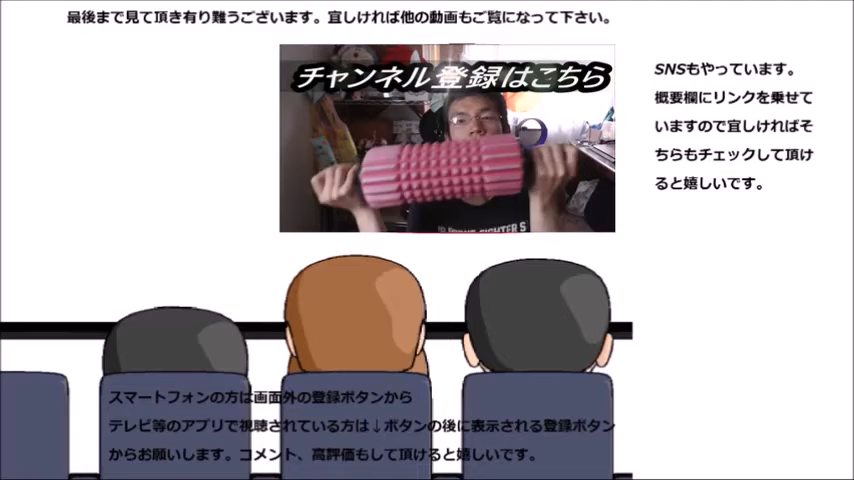 最後まで見て頂き有り難うございます。宜しければ他の動画もご覧になって下さい。
チャンネル登録はこちら
SNSもやっています。
概要欄にリンクを乗せて
いますので宜しければそ
ちらもチェックして頂け
ると嬉しいです。
スマートフォンの方は画面外の登録ボタンから
テレビ等のアプリで視聴されている方は↓ボタンの後に表示される登録ボタン
からお願いします。コメント、高評価もして頂けると嬉しいです。